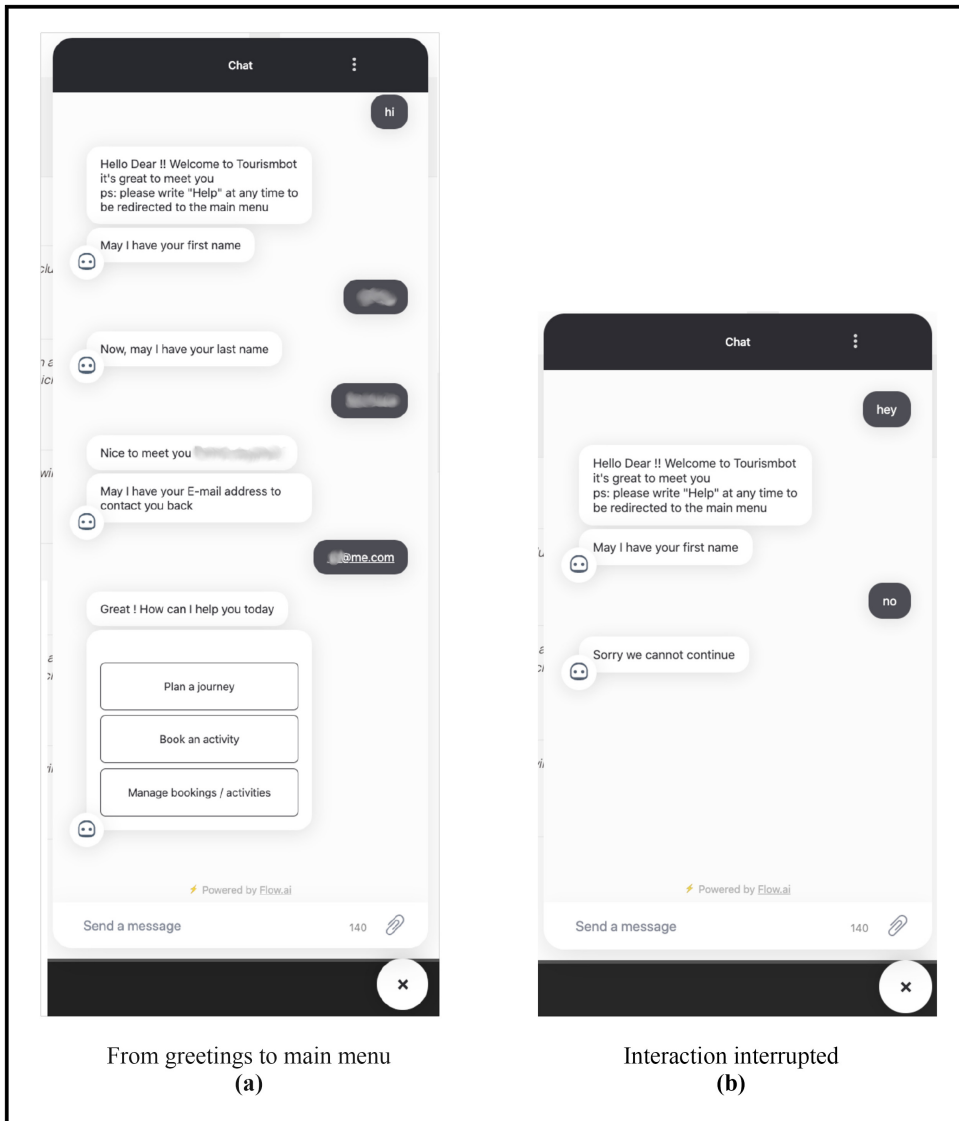 Chat
hi
Hello Dear !! Welcome to Tourismbot
it's great to meet you
ps: please write "Help" at any time to
be redirected to the main menu
May I have your first name
Now, may I have your last name
Nice to meet you
May I have your E-mail address to
contact you back
@me.com
Great ! How can I help you today
Plan a journey
Book an activity
Manage bookings / activities
⚡ Powered by Flow.ai
Send a message 140
From greetings to main menu
(a)
Chat
hey
Hello Dear !! Welcome to Tourismbot
it's great to meet you
ps: please write "Help" at any time to
be redirected to the main menu
May I have your first name
no
Sorry we cannot continue
⚡ Powered by Flow.ai
Send a message 140
Interaction interrupted
(b)